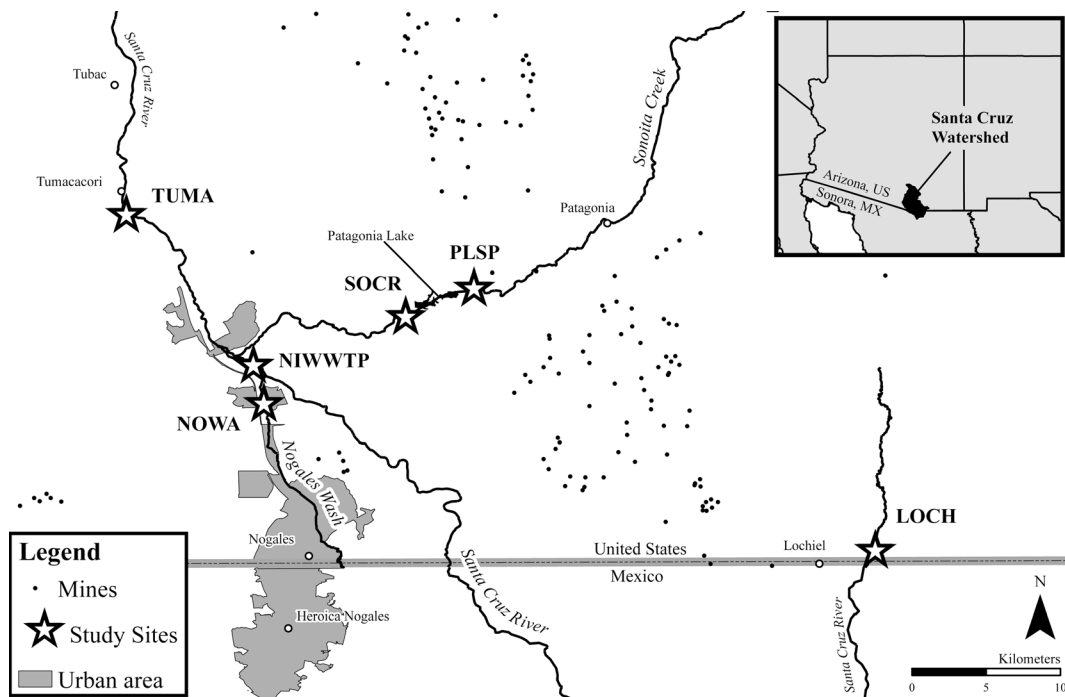 Santa Cruz River
Tubac
Tumacacori
TUMA
Sonoita Creek
Patagonia
Patagonia Lake
PLSP
SOCR
NIWWTP
NOWA
Nogales Wash
Nogales
Heroica Nogales
Santa Cruz River
United States
Mexico
Lochiel
LOCH
Santa Cruz River
Santa Cruz
Watershed
Arizona, US
Sonora, MX
Legend
Mines
Study Sites
Urban area
N
Kilometers
0 5 10